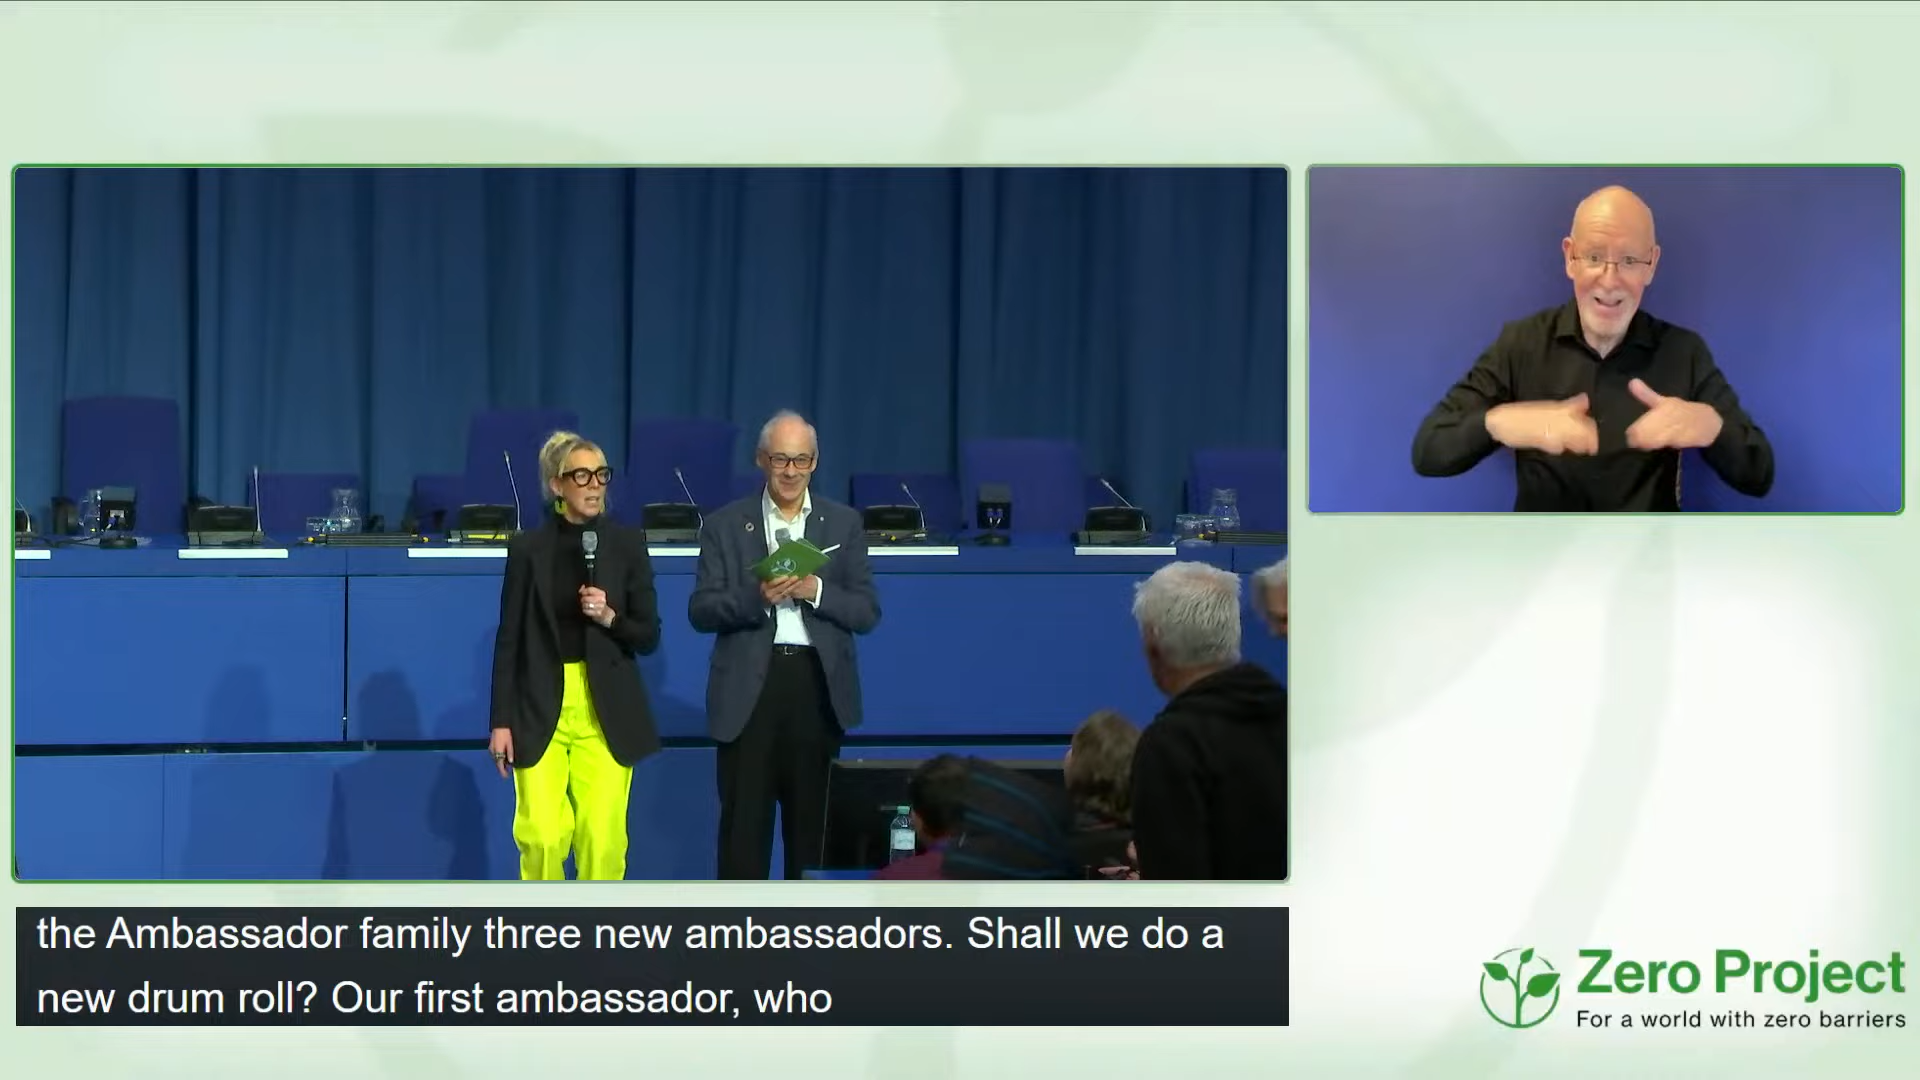 the Ambassador family three new ambassadors. Shall we do a
new drum roll? Our first ambassador, who
Zero Project
For a world with zero barriers